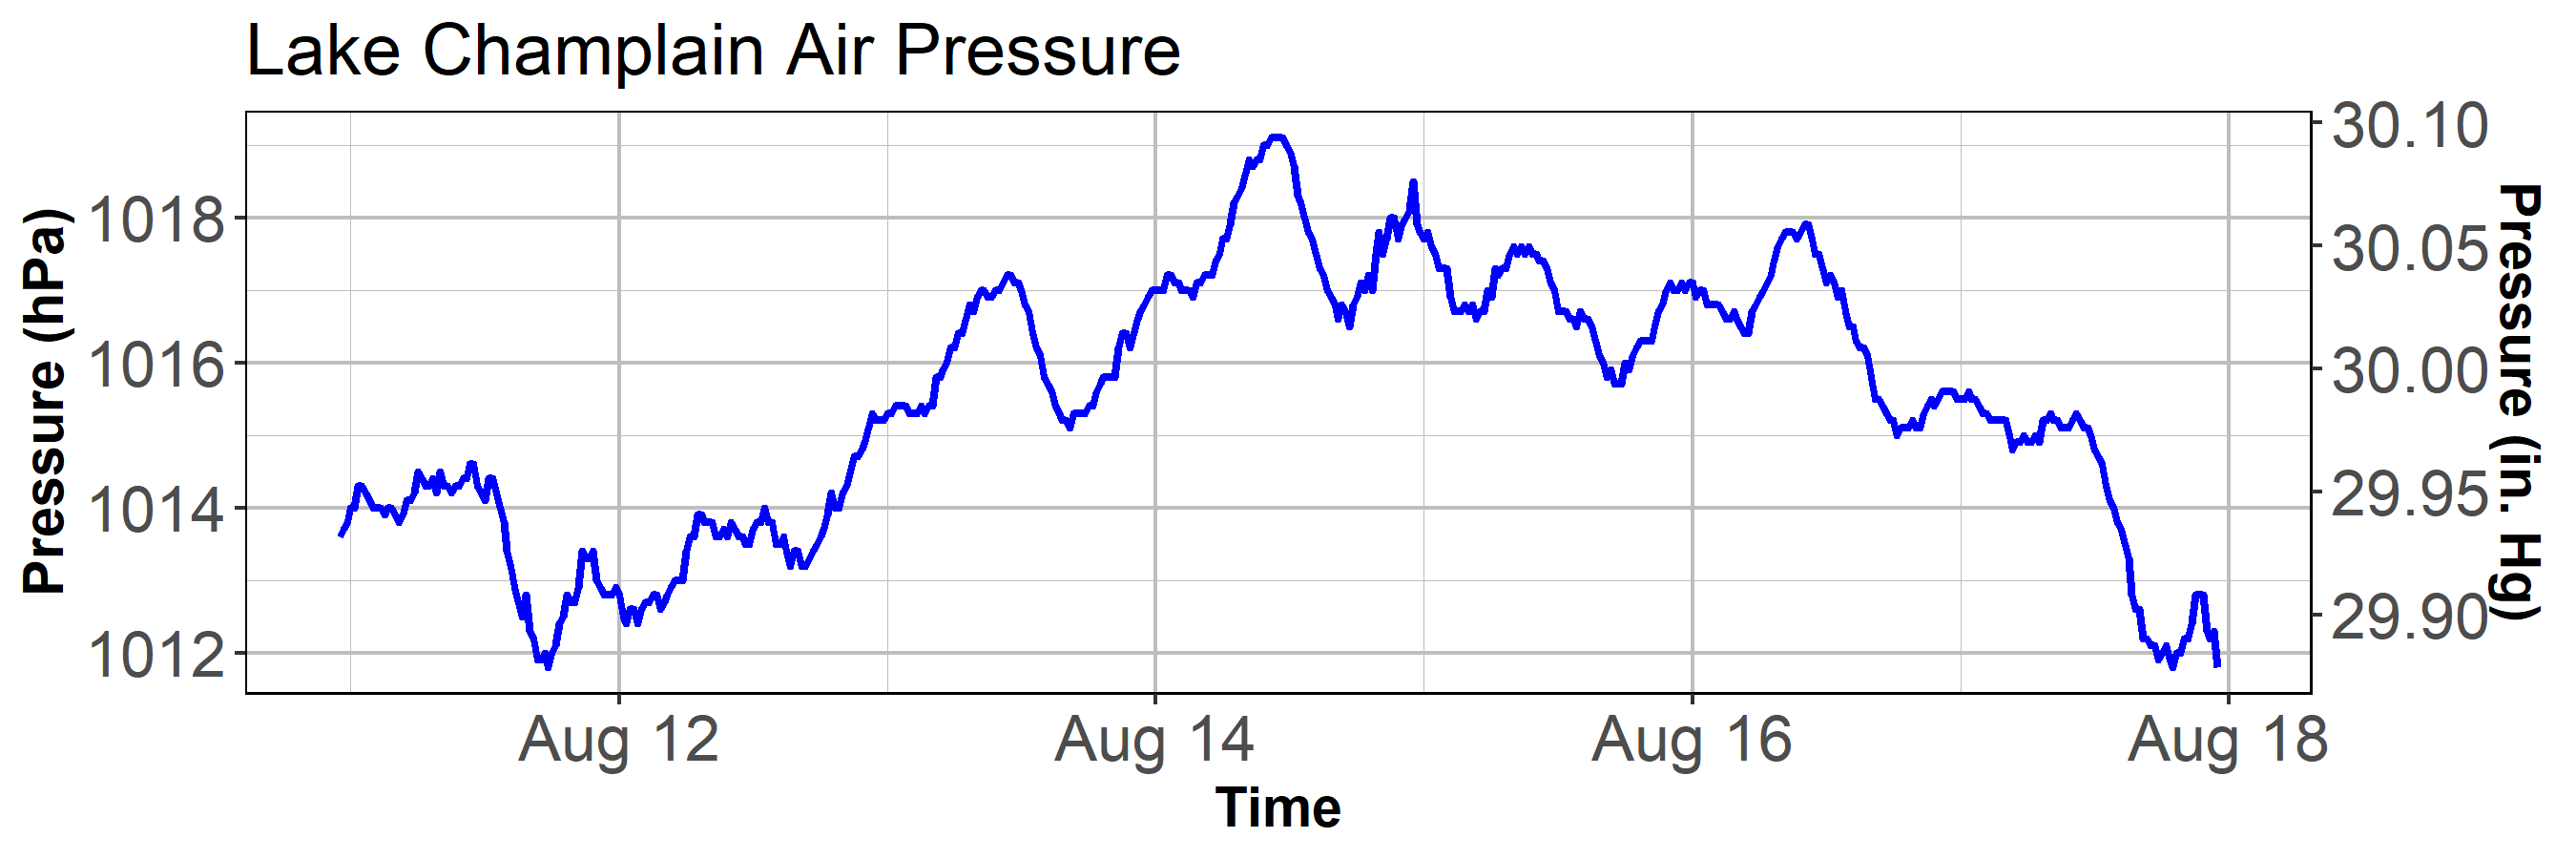 Lake Champlain Air Pressure
Pressure (hPa)
1018
1016
1014
1012
30.10
30.05
30.00
29.95
29.90
Pressure (in. Hg)
Aug 12
Aug 14
Aug 16
Aug 18
Time